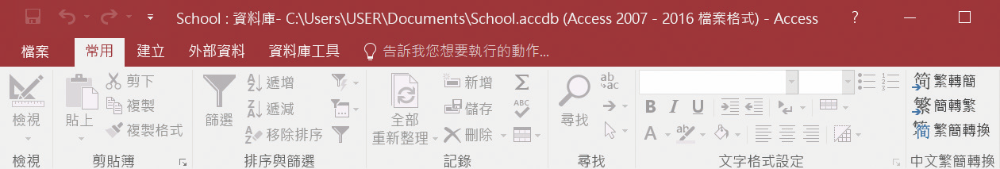 School : 資料庫- C:\Users\USER\Documents\School.accdb (Access 2007 - 2016 檔案格式) - Access ?
檔案 常用 建立 外部資料 資料庫工具 告訴我您想要執行的動作...
檢視
貼上
剪下
複製
複製格式
篩選
遞增
遞減
移除排序
全部
重新整理
新增
儲存
刪除
尋找
B I U
A
繁轉簡
簡轉繁
繁簡轉換
檢視 剪貼簿 排序與篩選 記錄 尋找 文字格式設定 中文繁簡轉換